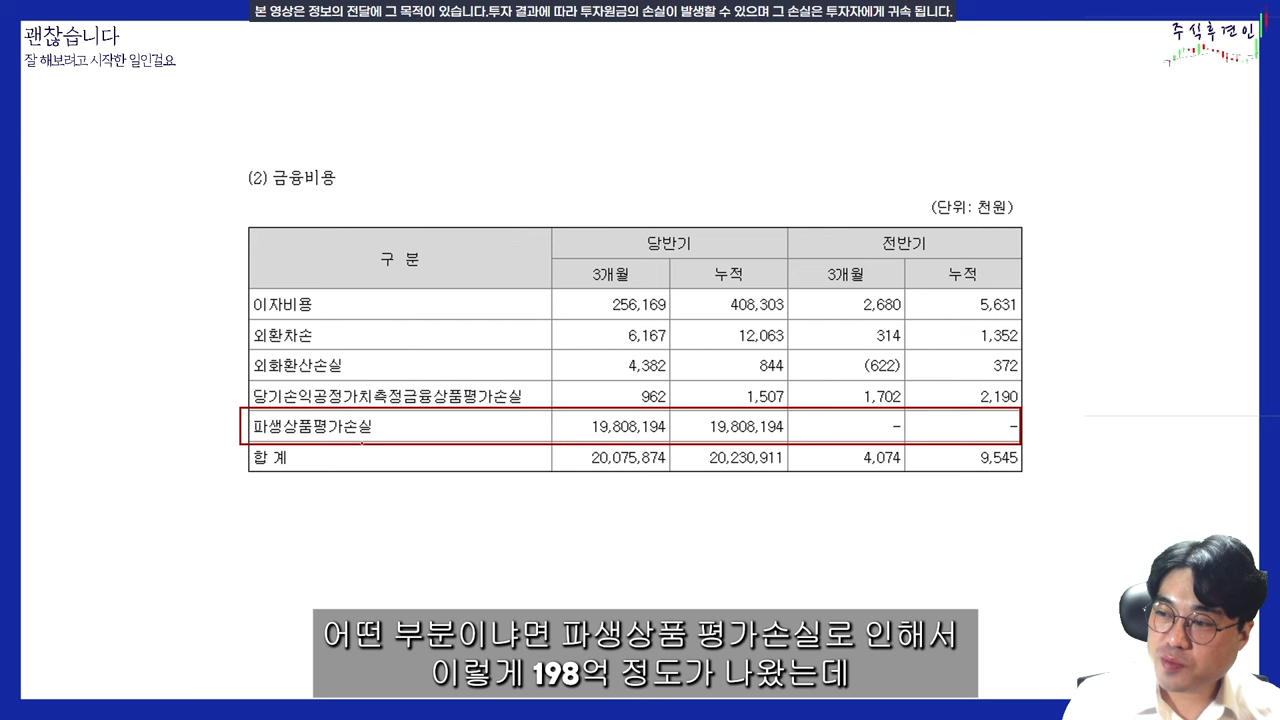 본 영상은 정보의 전달에 그 목적이 있습니다.투자 결과에 따라 투자원금의 손실이 발생할 수 있으며 그 손실은 투자자에게 귀속 됩니다.
괜찮습니다
잘 해보려고 시작한 일인걸요
주식후견인
(2) 금융비용
(단위: 천원)
구 분 당반기 전반기
3개월 누적 3개월 누적
이자비용 256,169 408,303 2,680 5,631
외환차손 6,167 12,063 314 1,352
외화환산손실 4,382 844 (622) 372
당기손익공정가치측정금융상품평가손실 962 1,507 1,702 2,190
파생상품평가손실 19,808,194 19,808,194 - -
합 계 20,075,874 20,230,911 4,074 9,545
어떤 부분이냐면 파생상품 평가손실로 인해서
이렇게 198억 정도가 나왔는데